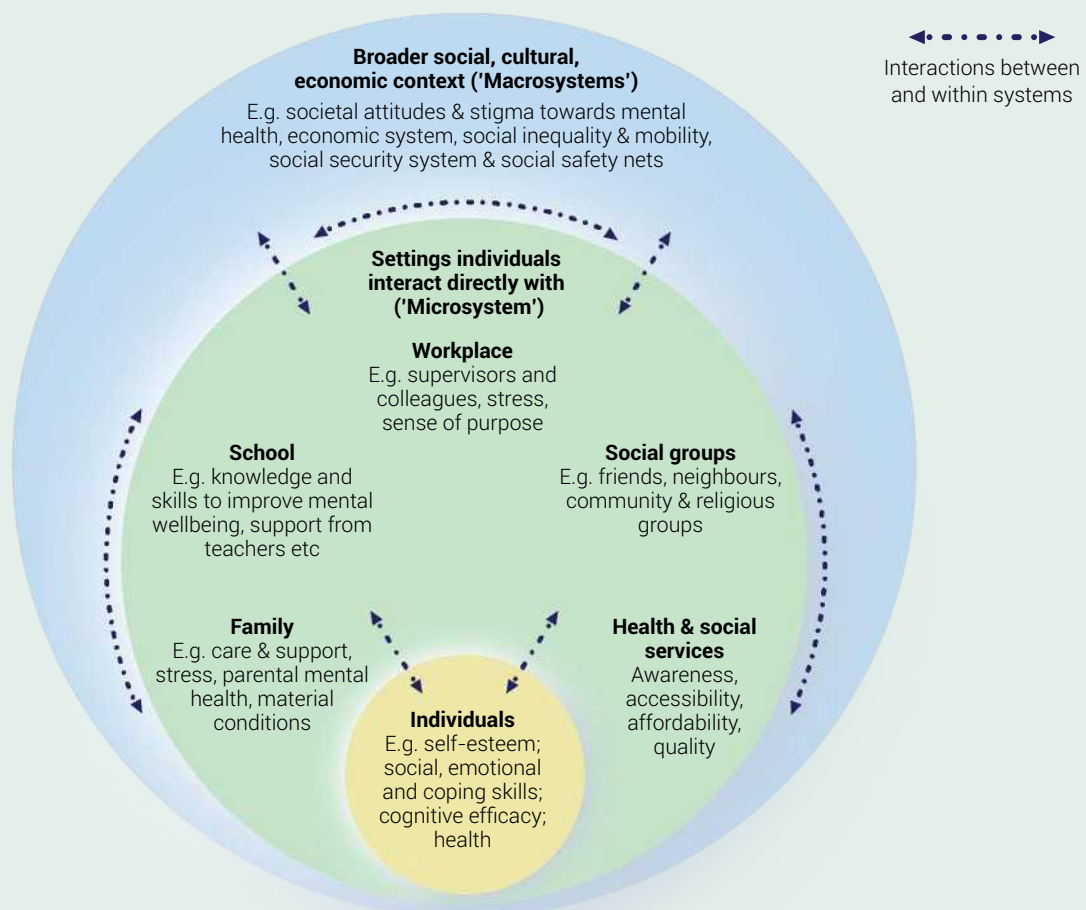 Broader social, cultural,
economic context ('Macrosystems')
E.g. societal attitudes & stigma towards mental
health, economic system, social inequality & mobility,
social security system & social safety nets
Interactions between
and within systems
Settings individuals
interact directly with
('Microsystem')
Workplace
E.g. supervisors and
colleagues, stress,
sense of purpose
School
E.g. knowledge and
skills to improve mental
wellbeing, support from
teachers etc
Social groups
E.g. friends, neighbours,
community & religious
groups
Family
E.g. care & support,
stress, parental mental
health, material
conditions
Health & social
services
Awareness,
accessibility,
affordability,
quality
Individuals
E.g. self-esteem;
social, emotional
and coping skills;
cognitive efficacy;
health